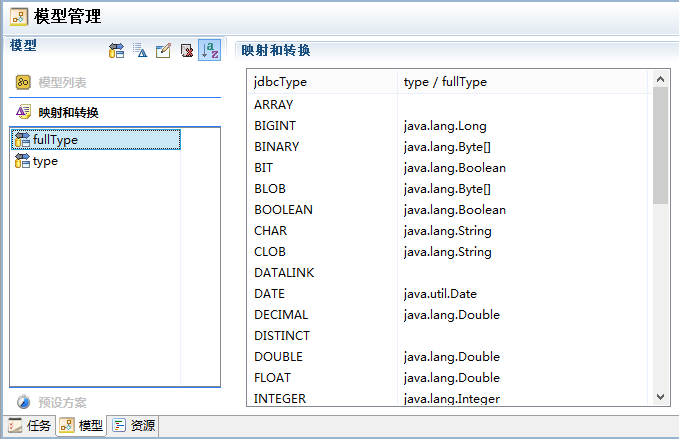 模型管理
模型
模型列表
映射和转换
fullType
type
预设方案
映射和转换
jdbcType type / fullType
ARRAY
BIGINT java.lang.Long
BINARY java.lang.Byte[]
BIT java.lang.Boolean
BLOB java.lang.Byte[]
BOOLEAN java.lang.Boolean
CHAR java.lang.String
CLOB java.lang.String
DATALINK
DATE java.util.Date
DECIMAL java.lang.Double
DISTINCT
DOUBLE java.lang.Double
FLOAT java.lang.Double
INTEGER java.lang.Integer
任务 模型 资源